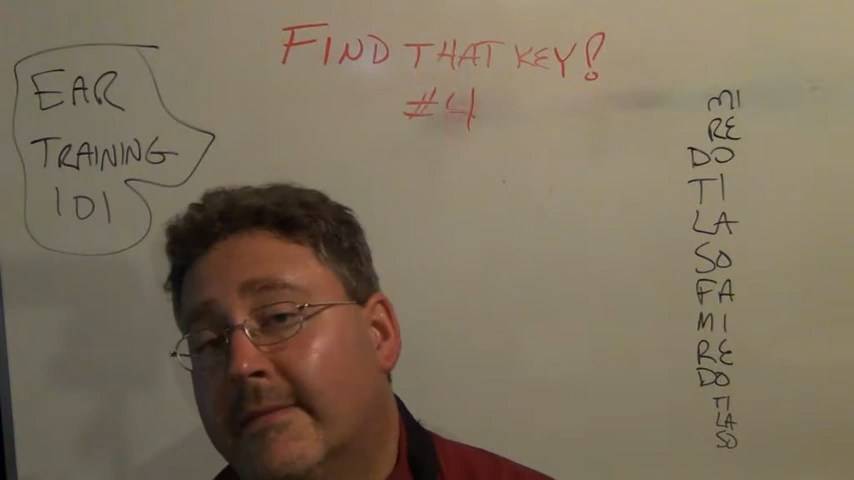 FIND THAT KEY!
#4
EAR
TRAINING
101
MI
RE
DO
TI
LA
SO
FA
MI
RE
DO
TI
LA
SO